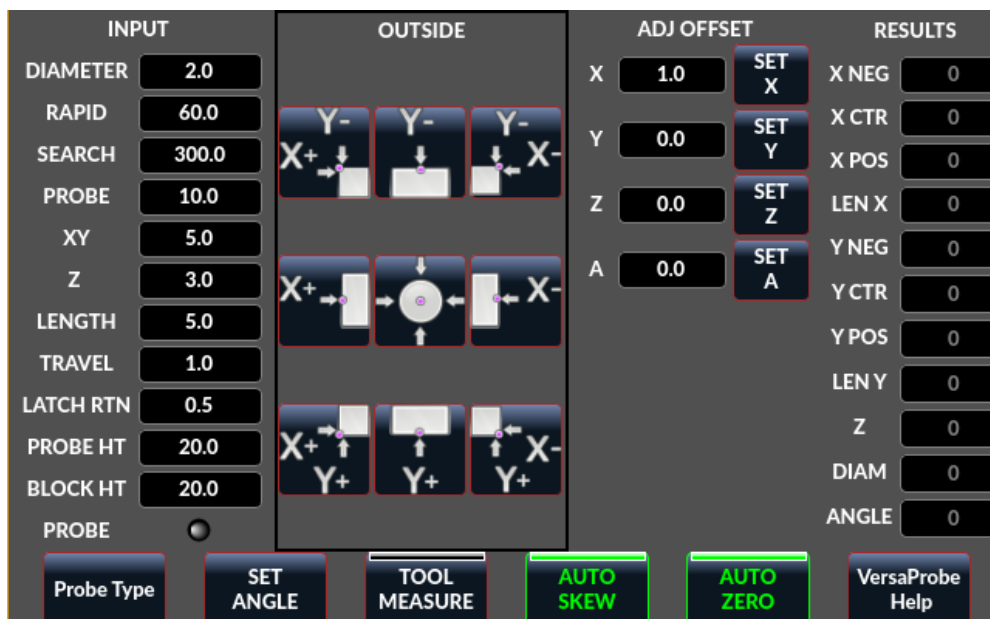 INPUT
DIAMETER 2.0
RAPID 60.0
SEARCH 300.0
PROBE 10.0
XY 5.0
Z 3.0
LENGTH 5.0
TRAVEL 1.0
LATCH RTN 0.5
PROBE HT 20.0
BLOCK HT 20.0
PROBE
OUTSIDE
Y- Y- Y-
X+ X-
X+ X-
X+ X-
Y+ Y+ Y+
ADJ OFFSET
X 1.0 SET X
Y 0.0 SET Y
Z 0.0 SET Z
A 0.0 SET A
RESULTS
X NEG 0
X CTR 0
X POS 0
LEN X 0
Y NEG 0
Y CTR 0
Y POS 0
LEN Y 0
Z 0
DIAM 0
ANGLE 0
Probe Type
SET
ANGLE
TOOL
MEASURE
AUTO
SKEW
AUTO
ZERO
VersaProbe
Help